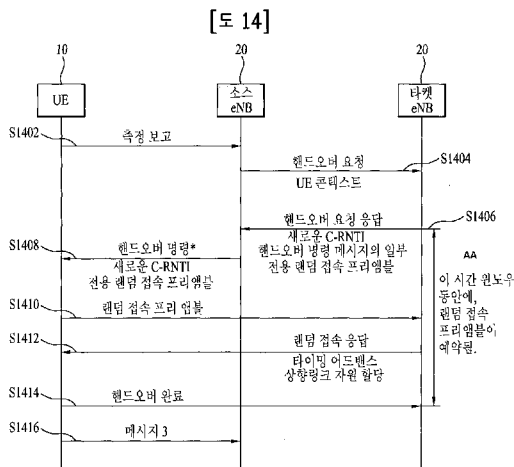 [도 14]
10
20
20
UE
소스
eNB
타켓
eNB
S1402
측정 보고
핸드오버 요청
S1404
UE 콘텍스트
핸드오버 요청 응답
S1406
새로운 C-RNTI
핸드오버 명령 메시지의 일부
전용 랜덤 접속 프리앰블
S1408
핸드오버 명령*
새로운 C-RNTI
전용 랜덤 접속 프리앰블
AA
이 시간 윈도우
동안에,
랜덤 접속
프리앰블이
예약됨.
S1410
랜덤 접속 프리 앰블
S1412
랜덤 접속 응답
타이밍 어드밴스
상향링크 자원 할당
S1414
핸드오버 완료
S1416
메시지 3